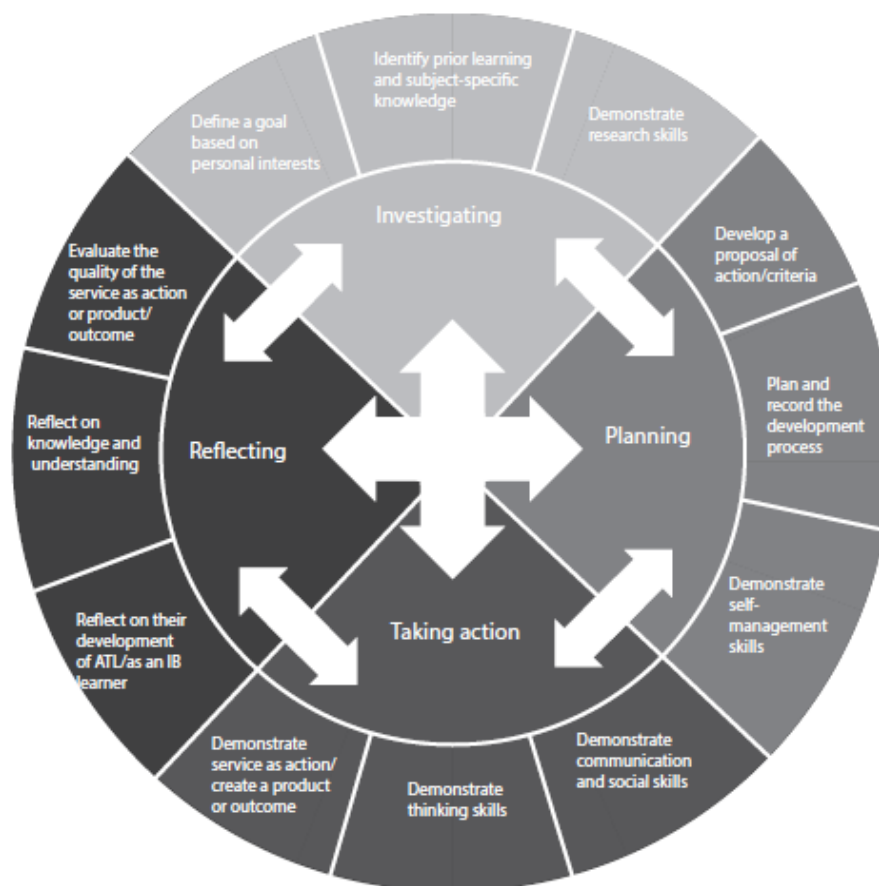 Identify prior learning
and subject-specific
knowledge
Define a goal
based on
personal interests
Demonstrate
research skills
Investigating
Evaluate the
quality of the
service as action
or product/
outcome
Develop a
proposal of
action/criteria
Reflect on
knowledge and
understanding
Reflecting
Planning
Plan and
record the
development
process
Reflect on their
development
of ATL/as an IB
learner
Taking action
Demonstrate
self-
management
skills
Demonstrate
service as action/
create a product
or outcome
Demonstrate
thinking skills
Demonstrate
communication
and social skills